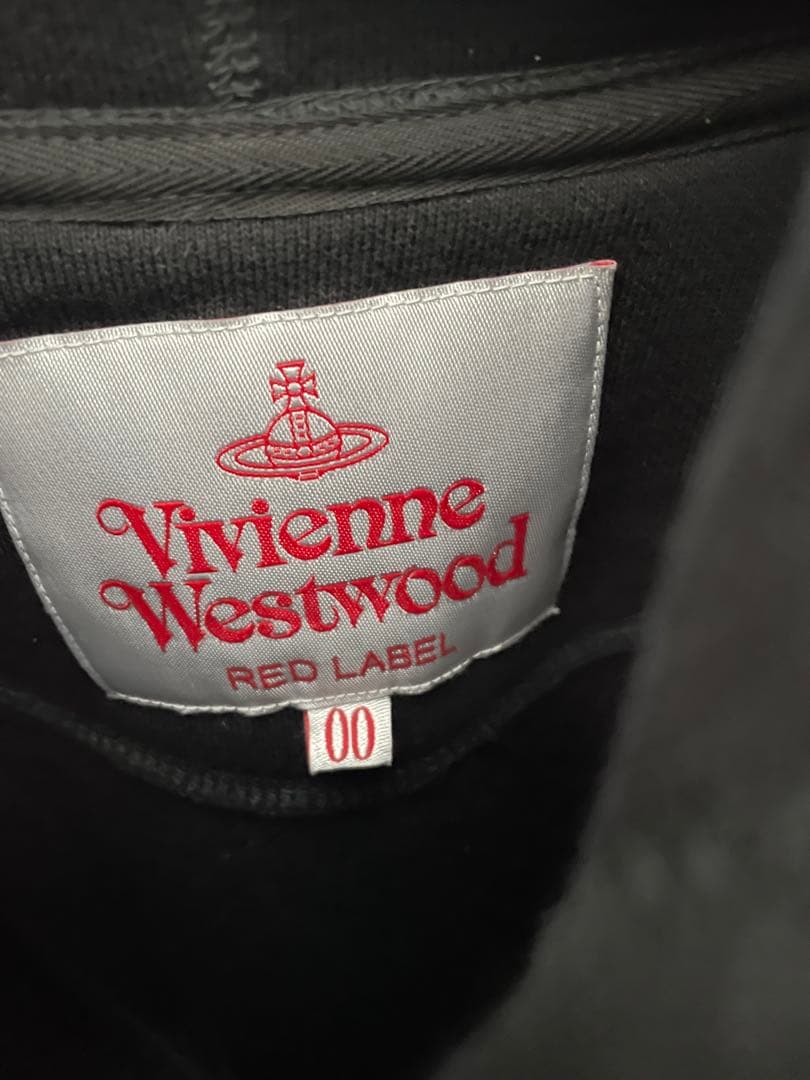 Vivienne
Westwood
RED LABEL
00